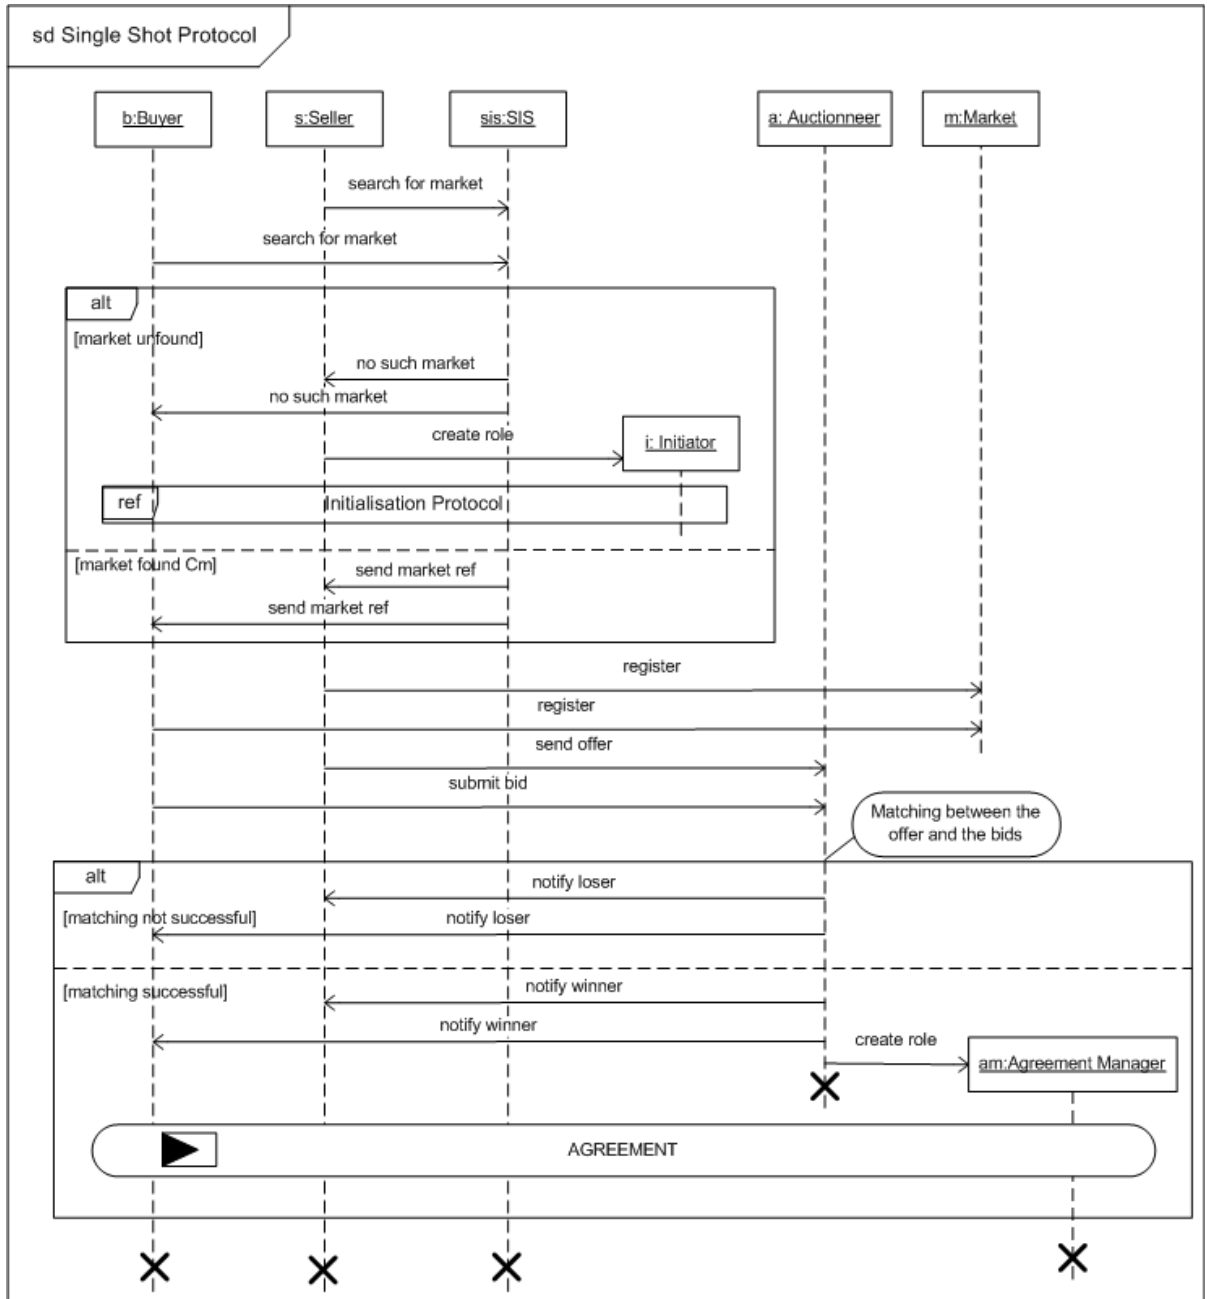 sd Single Shot Protocol
b:Buyer
s:Seller
sis:SIS
a: Auctionneer
m:Market
search for market
search for market
alt
[market unfound]
no such market
no such market
create role
i: Initiator
ref
Initialisation Protocol
[market found Cm]
send market ref
send market ref
register
register
send offer
submit bid
Matching between the
offer and the bids
alt
notify loser
[matching not successful]
notify loser
[matching successful]
notify winner
notify winner
create role
am:Agreement Manager
AGREEMENT